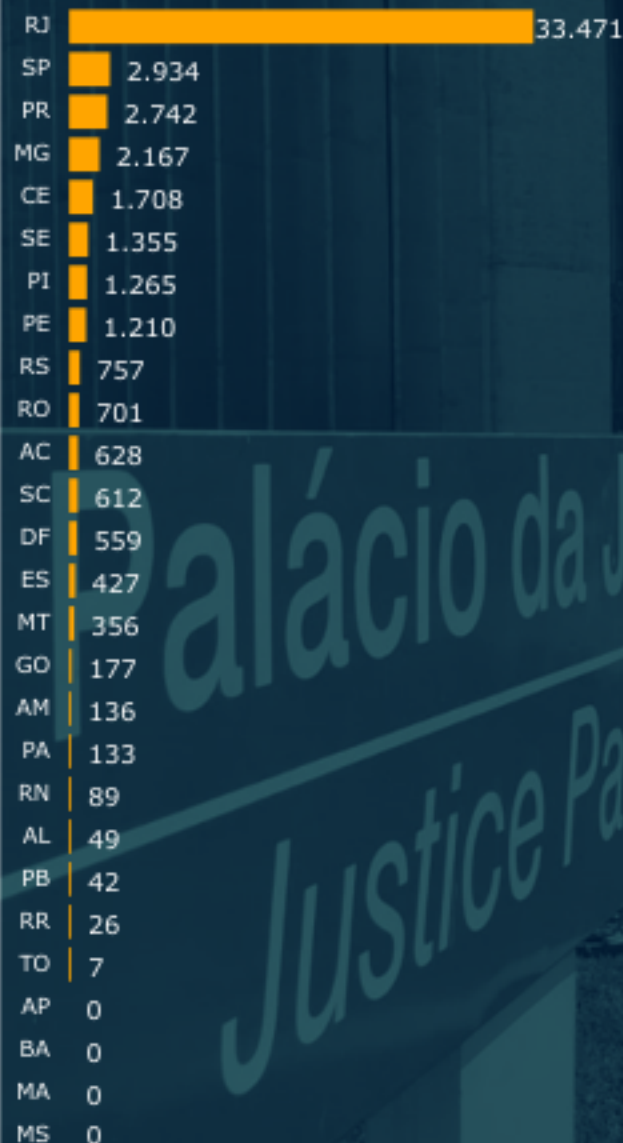 RJ 33.471
SP 2.934
PR 2.742
MG 2.167
CE 1.708
SE 1.355
PI 1.265
PE 1.210
RS 757
RO 701
AC 628
SC 612
DF 559
ES 427
MT 356
GO 177
AM 136
PA 133
RN 89
AL 49
PB 42
RR 26
TO 7
AP 0
BA 0
MA 0
MS 0
Palácio da J
Justice Pa